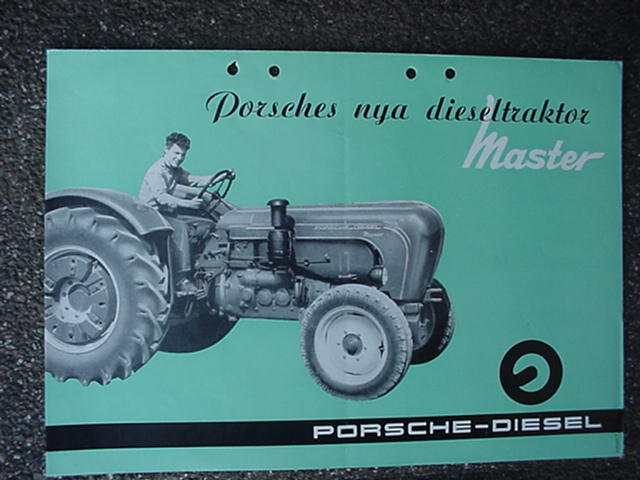 Porsches nya dieseltraktor
Master
PORSCHE-DIESEL